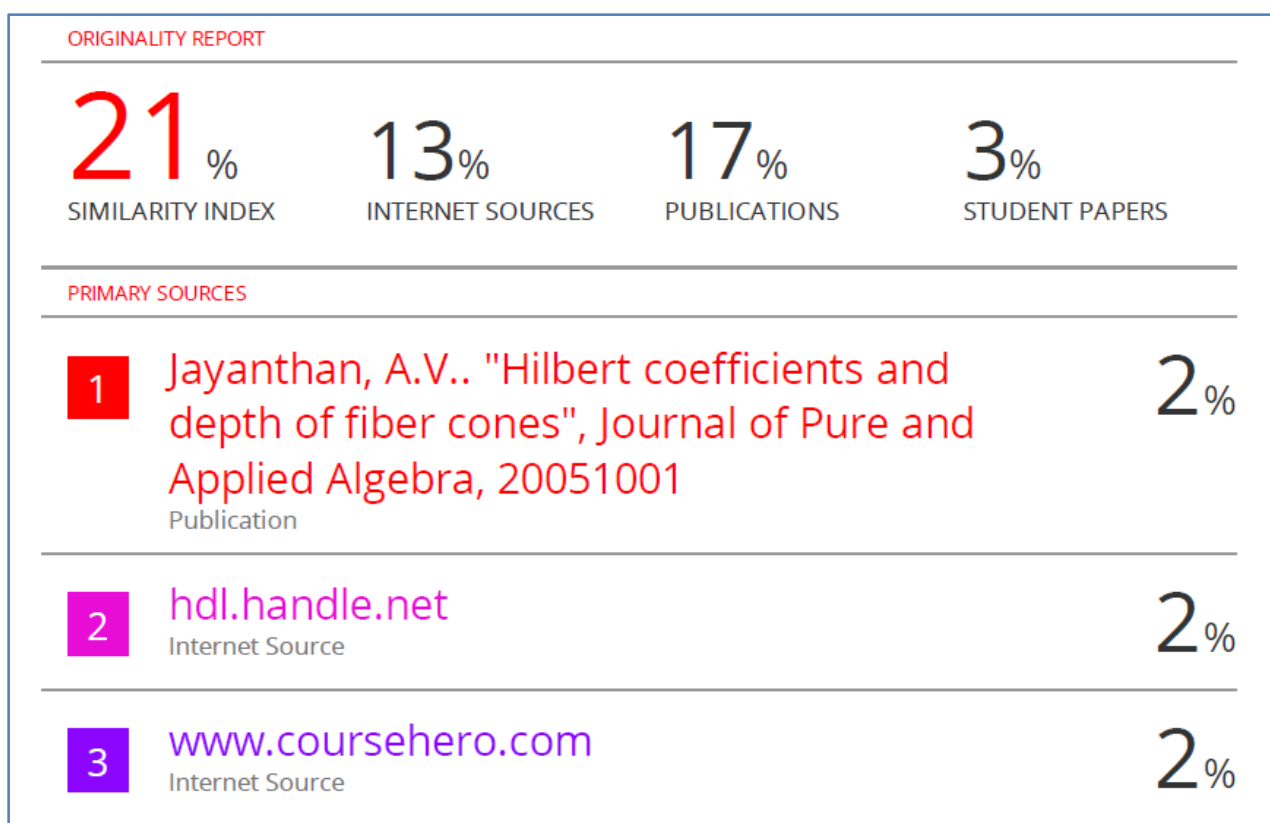 ORIGINALITY REPORT
21% 13% 17% 3%
SIMILARITY INDEX INTERNET SOURCES PUBLICATIONS STUDENT PAPERS
PRIMARY SOURCES
1 Jayanthan, A.V.. "Hilbert coefficients and 2%
depth of fiber cones", Journal of Pure and
Applied Algebra, 20051001
Publication
2 hdl.handle.net 2%
Internet Source
3 www.coursehero.com 2%
Internet Source